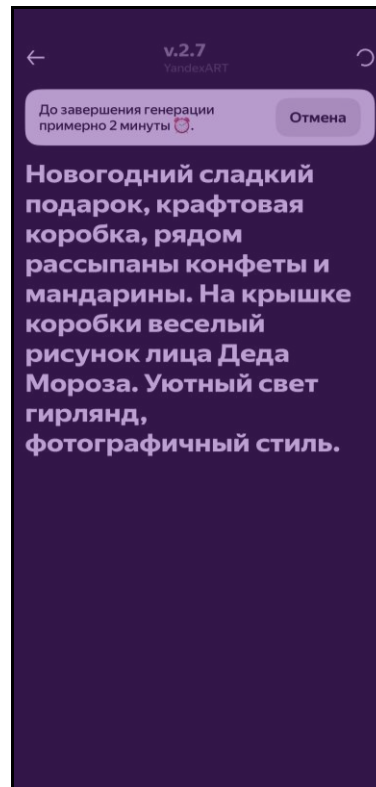 v.2.7
YandexART
До завершения генерации
примерно 2 минуты ⏰.
Отмена
Новогодний сладкий
подарок, крафтовая
коробка, рядом
рассыпаны конфеты и
мандарины. На крышке
коробки веселый
рисунок лица Деда
Мороза. Уютный свет
гирлянд,
фотографичный стиль.